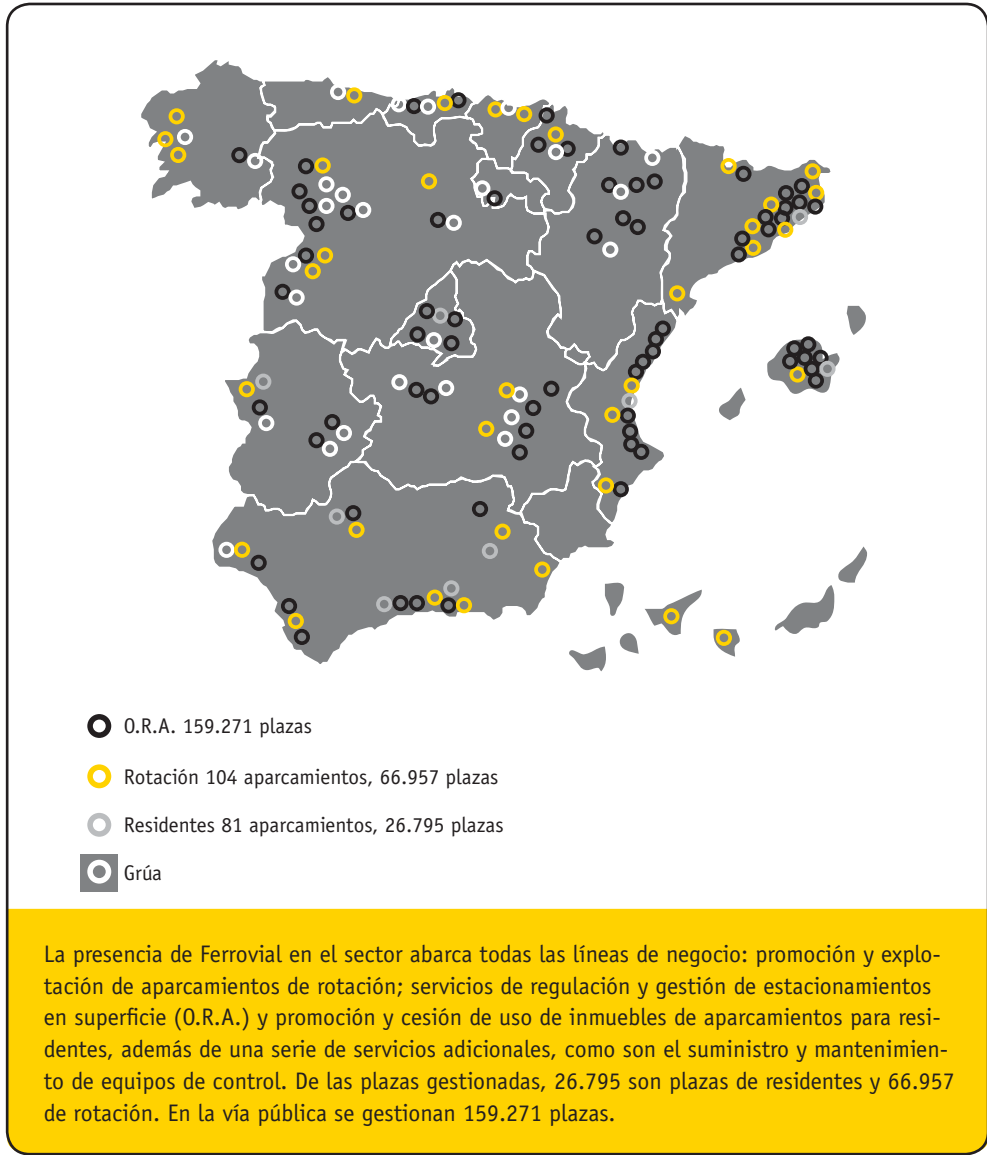 O.R.A. 159.271 plazas
Rotación 104 aparcamientos, 66.957 plazas
Residentes 81 aparcamientos, 26.795 plazas
Grúa
La presencia de Ferrovial en el sector abarca todas las líneas de negocio: promoción y explo-
tación de aparcamientos de rotación; servicios de regulación y gestión de estacionamientos
en superficie (O.R.A.) y promoción y cesión de uso de inmuebles de aparcamientos para resi-
dentes, además de una serie de servicios adicionales, como son el suministro y mantenimien-
to de equipos de control. De las plazas gestionadas, 26.795 son plazas de residentes y 66.957
de rotación. En la vía pública se gestionan 159.271 plazas.